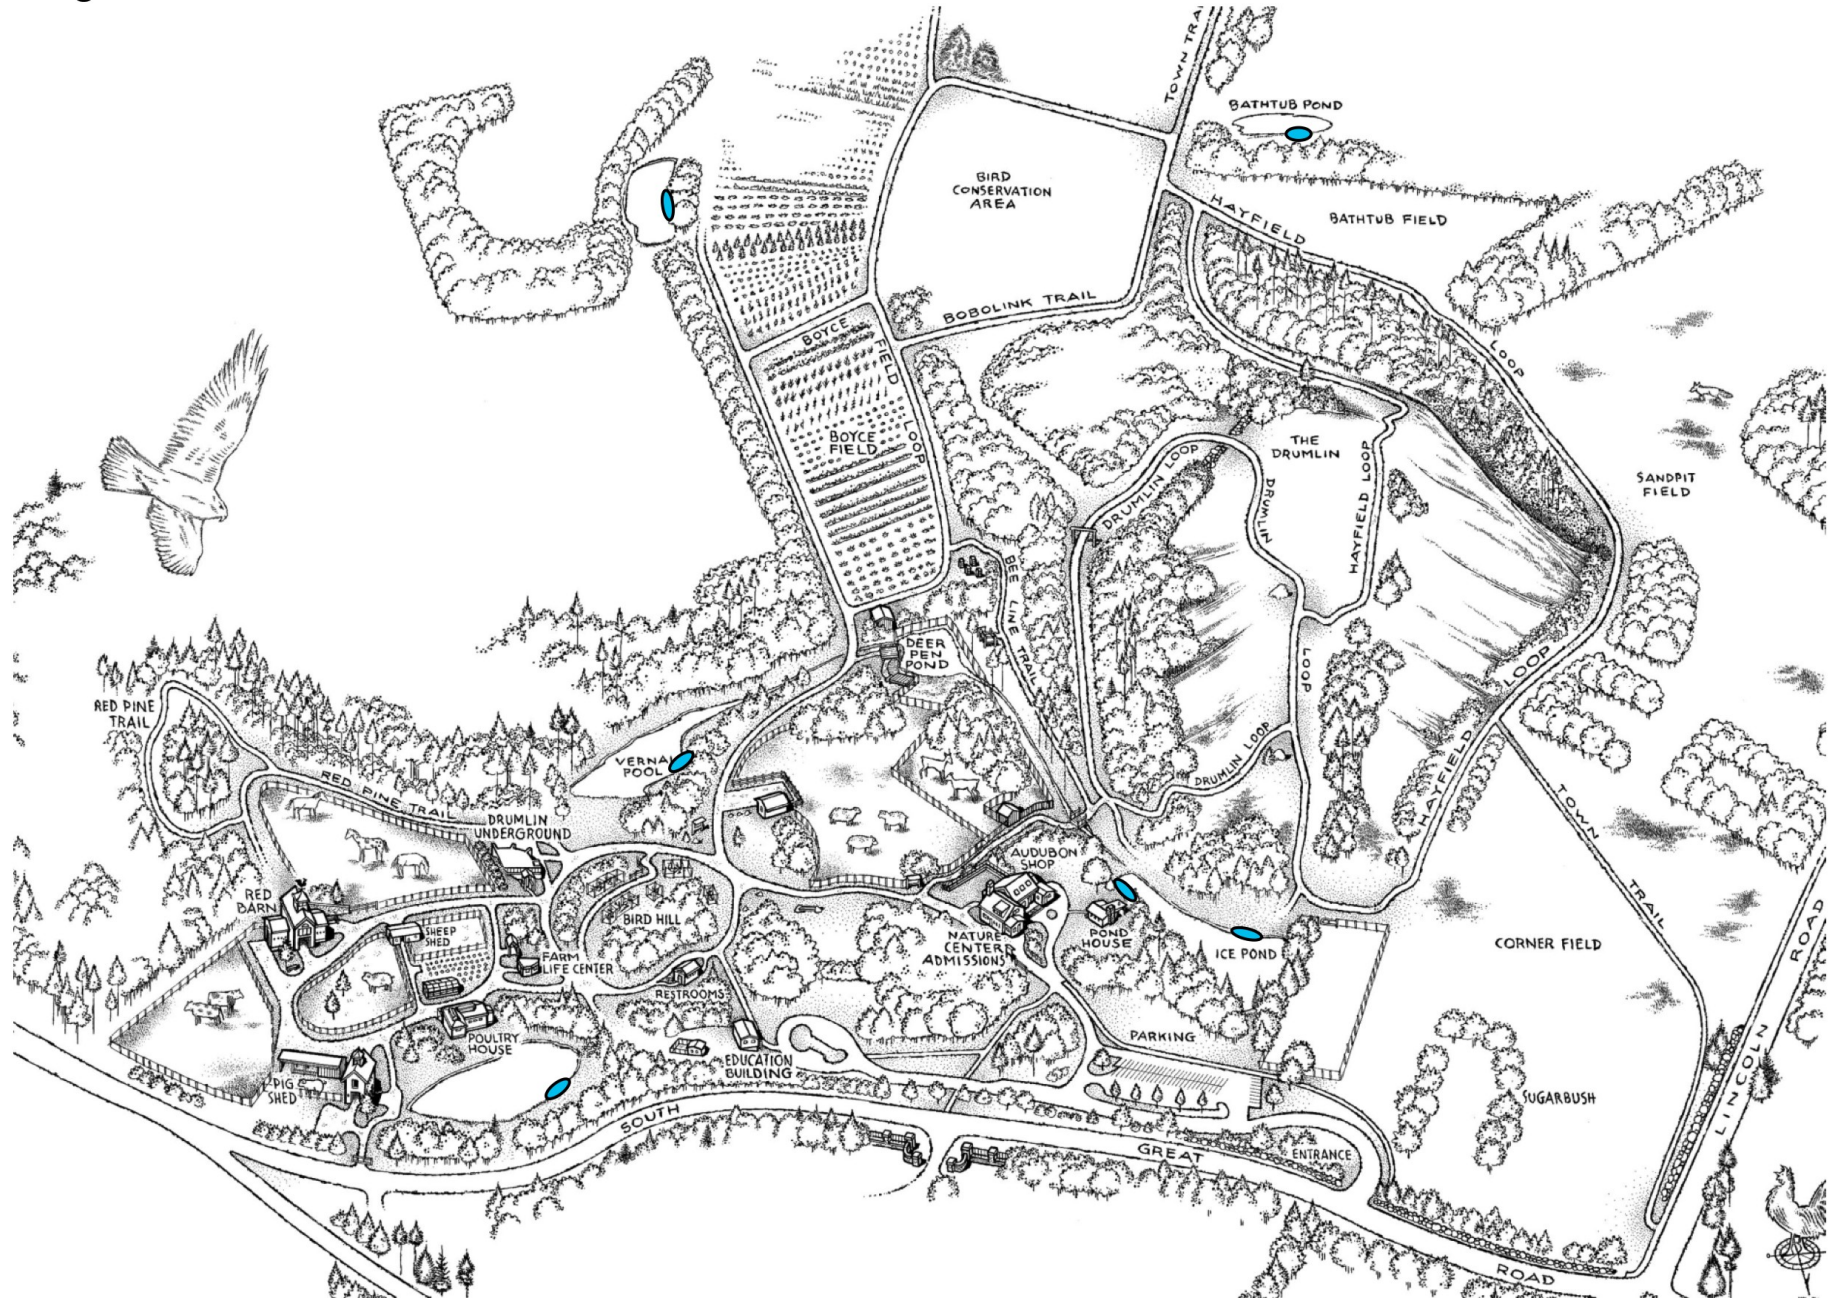 TOWN TRA
BATHTUB POND
BIRD
CONSERVATION
AREA
HAYFIELD
BATHTUB FIELD
LOOP
BOBOLINK TRAIL
BOYCE
FIELD
LOOP
BOYCE
FIELD
THE
DRUMLIN
DRUMLIN LOOP
DRUMLIN
LOOP
HAYFIELD LOOP
SANDPIT
FIELD
BEE LINE TRAIL
DEER
PEN
POND
LOOP
HAYFIELD
DRUMLIN LOOP
RED PINE
TRAIL
RED PINE TRAIL
VERNA
POOL
DRUMLIN
UNDERGROUND
TOWN TRAIL
AUDUBON
SHOP
RED
BARN
SHEEP
SHED
BIRD HILL
FARM
LIFE CENTER
NATURE
CENTER
ADMISSIONS
POND
HOUSE
ICE POND
CORNER FIELD
RESTROOMS
POULTRY
HOUSE
EDUCATION
BUILDING
PARKING
PIG
SHED
SUGARBUSH
LINCOLN ROAD
SOUTH
GREAT
ROAD
ENTRANCE